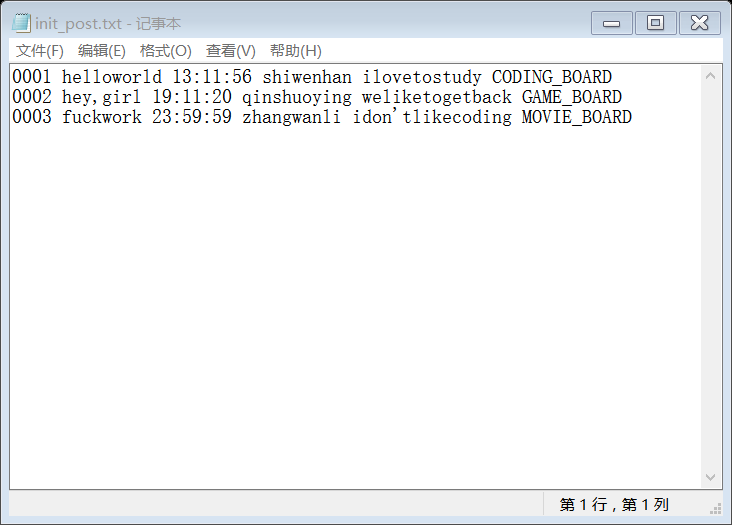 init_post.txt - 记事本
文件(F) 编辑(E) 格式(O) 查看(V) 帮助(H)
0001 helloworld 13:11:56 shiwenhan ilovetostudy CODING_BOARD
0002 hey,girl 19:11:20 qinshuoying weliketogetback GAME_BOARD
0003 fuckwork 23:59:59 zhangwanli idon'tlikecoding MOVIE_BOARD
第 1 行，第 1 列